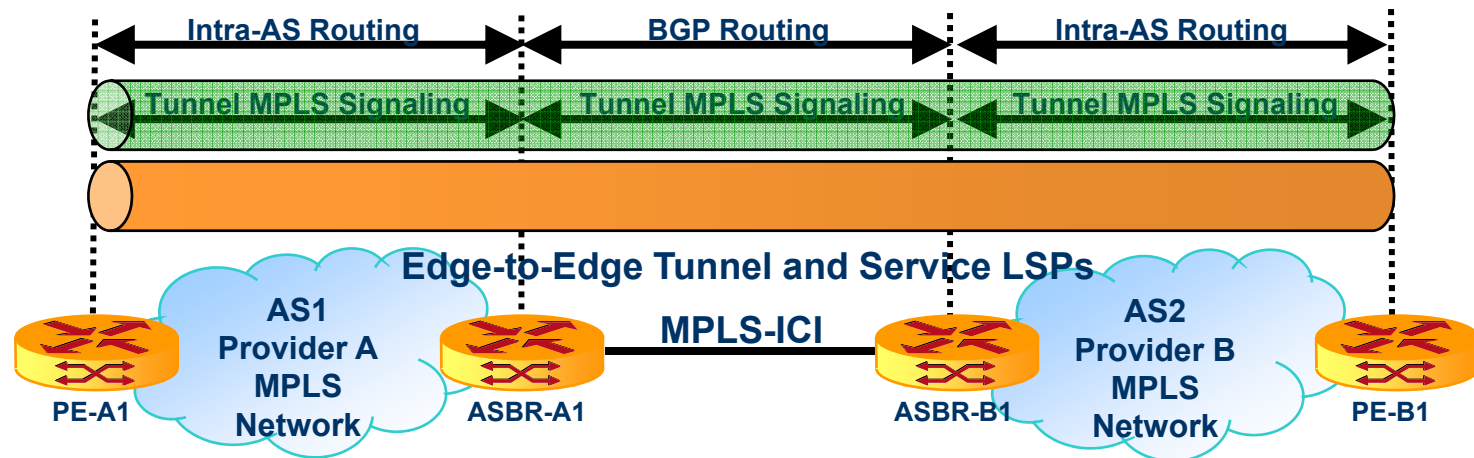 Intra-AS Routing
BGP Routing
Intra-AS Routing
Tunnel MPLS Signaling
Tunnel MPLS Signaling
Tunnel MPLS Signaling
Edge-to-Edge Tunnel and Service LSPs
AS1
Provider A
MPLS
Network
MPLS-ICI
AS2
Provider B
MPLS
Network
PE-A1
ASBR-A1
ASBR-B1
PE-B1